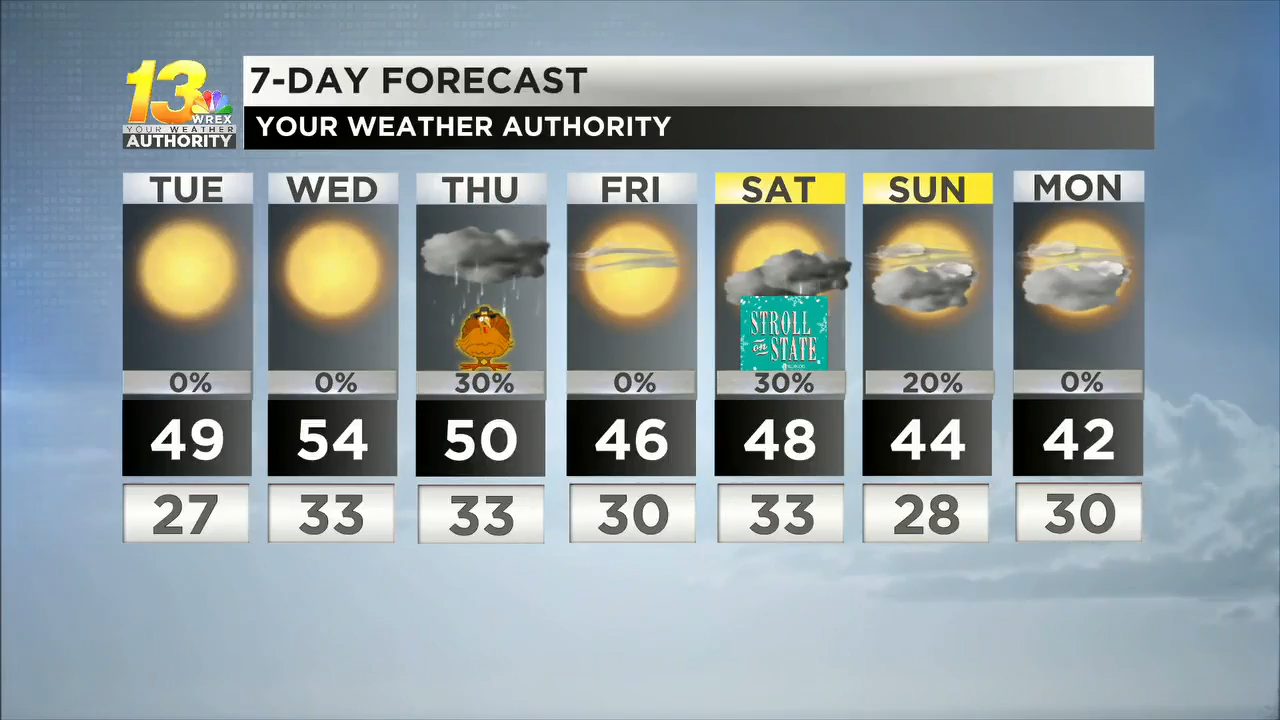 13
WREX
YOUR WEATHER
AUTHORITY
7-DAY FORECAST
YOUR WEATHER AUTHORITY
TUE WED THU FRI SAT SUN MON
STROLL
on STATE
0% 0% 30% 0% 30% 20% 0%
49 54 50 46 48 44 42
27 33 33 30 33 28 30